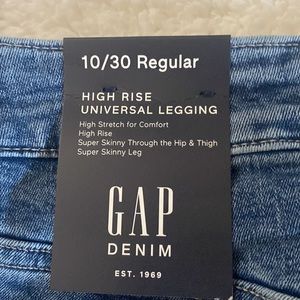 10/30 Regular
HIGH RISE
UNIVERSAL LEGGING
High Stretch for Comfort
High Rise
Super Skinny Through the Hip & Thigh
Super Skinny Leg
GAP
DENIM
EST. 1969